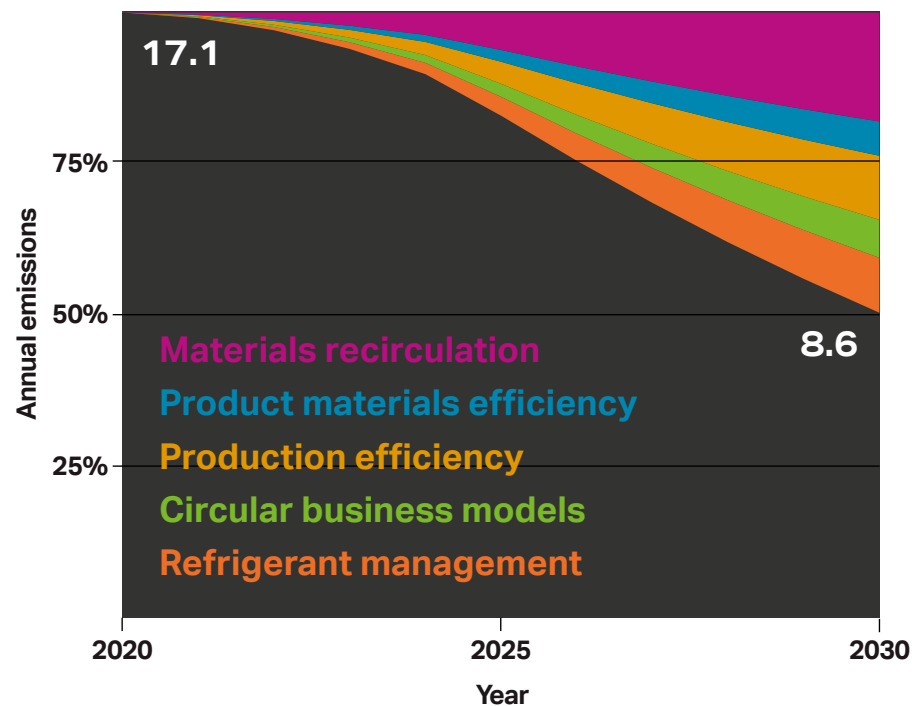 17.1
75%
Annual emissions
50%
8.6
Materials recirculation
Product materials efficiency
25%
Production efficiency
Circular business models
Refrigerant management
2020
2025
2030
Year